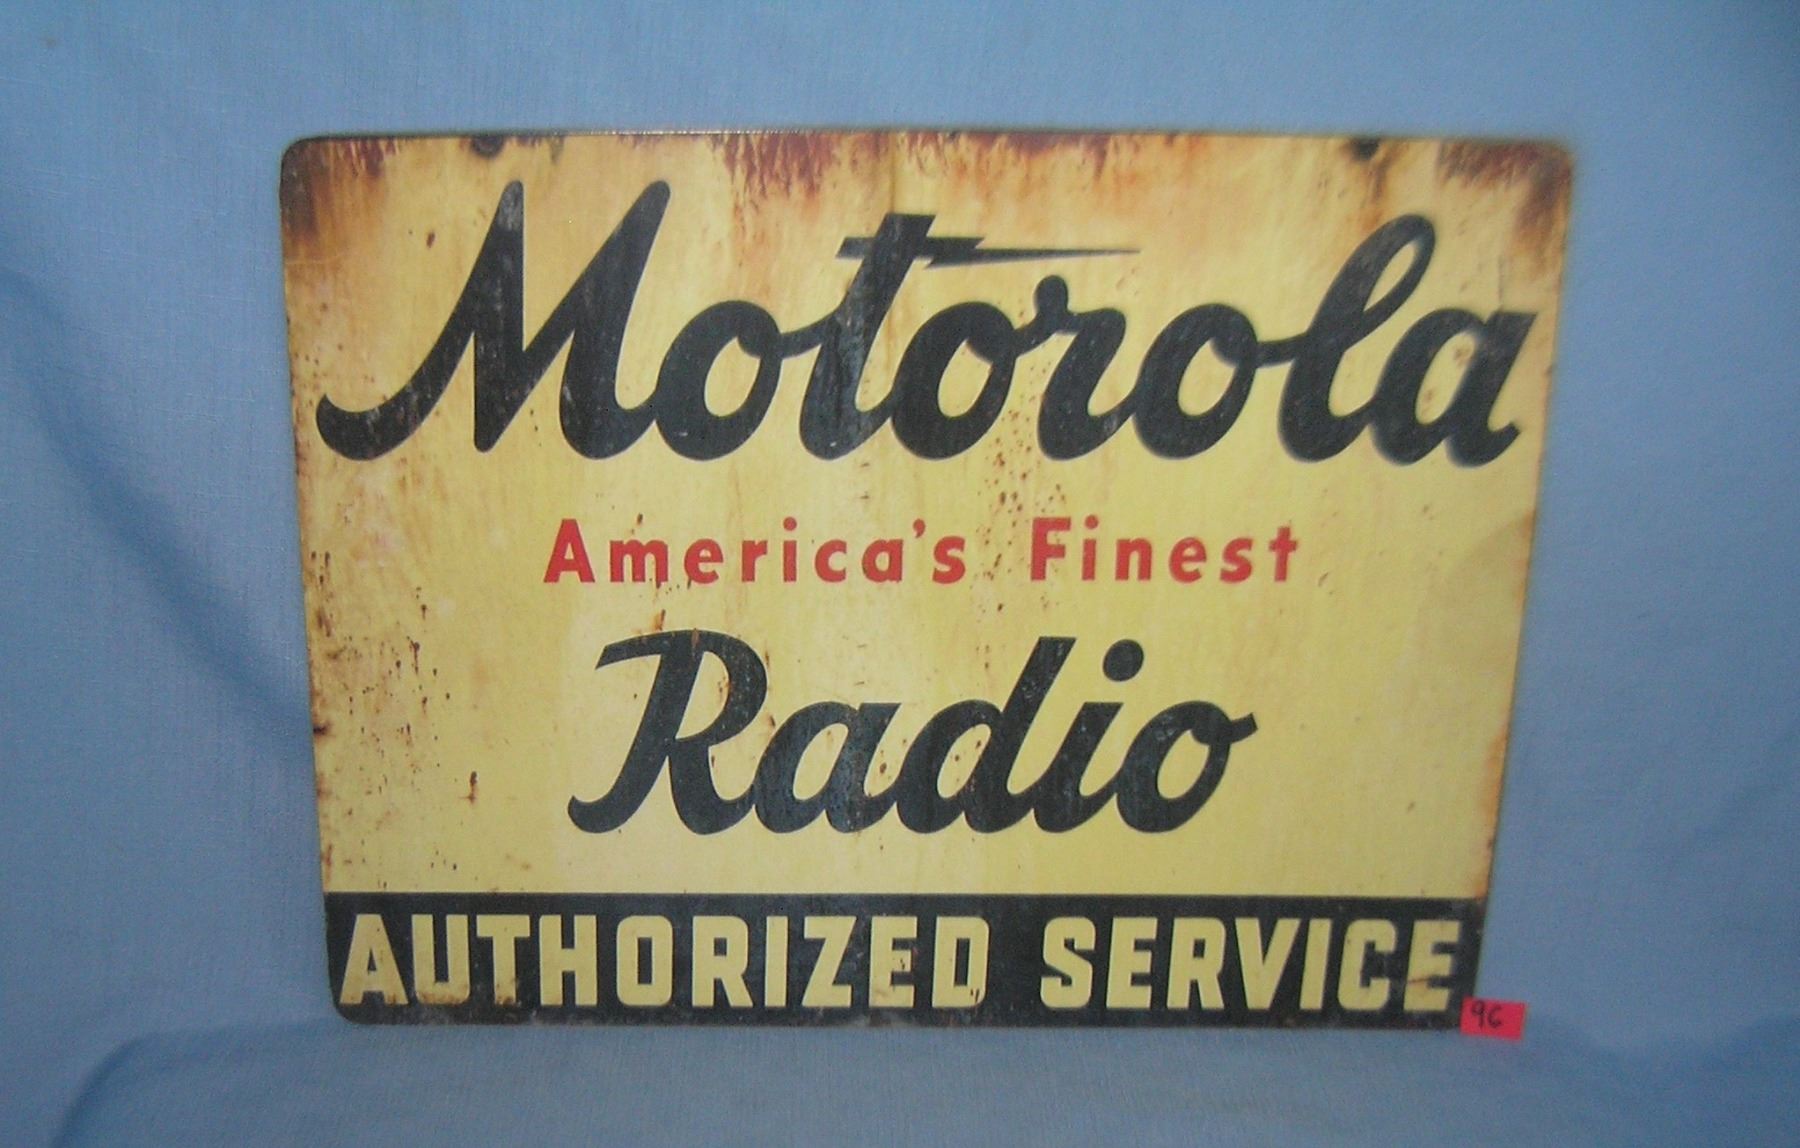 Motorola
America's Finest
Radio
AUTHORIZED SERVICE
96